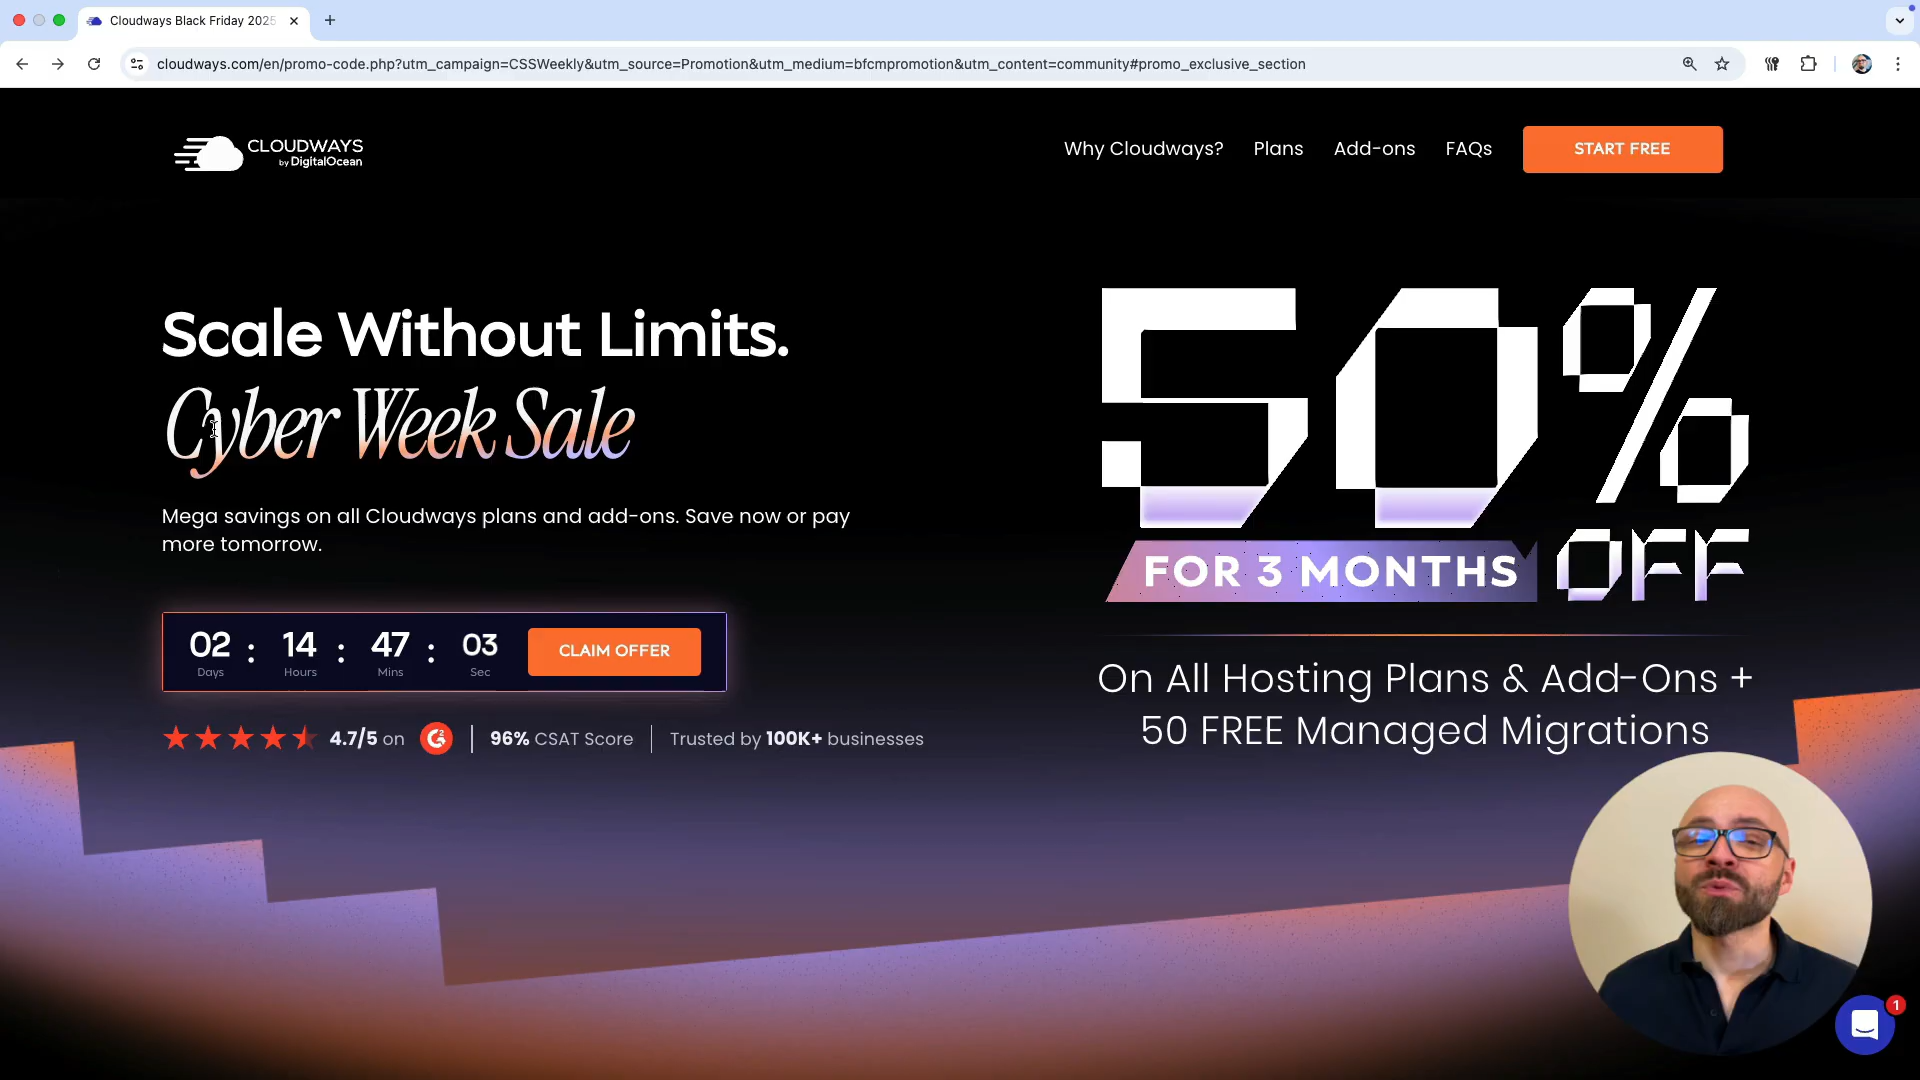 Cloudways Black Friday 2025
cloudways.com/en/promo-code.php?utm_campaign=CSSWeekly&utm_source=Promotion&utm_medium=bfcmpromotion&utm_content=community#promo_exclusive_section
CLOUDWAYS
by DigitalOcean
Why Cloudways? Plans Add-ons FAQs START FREE
Scale Without Limits.
Cyber Week Sale
Mega savings on all Cloudways plans and add-ons. Save now or pay
more tomorrow.
02 : 14 : 47 : 03
Days Hours Mins Sec
CLAIM OFFER
4.7/5 on G2 96% CSAT Score Trusted by 100K+ businesses
50%
FOR 3 MONTHS OFF
On All Hosting Plans & Add-Ons +
50 FREE Managed Migrations
1